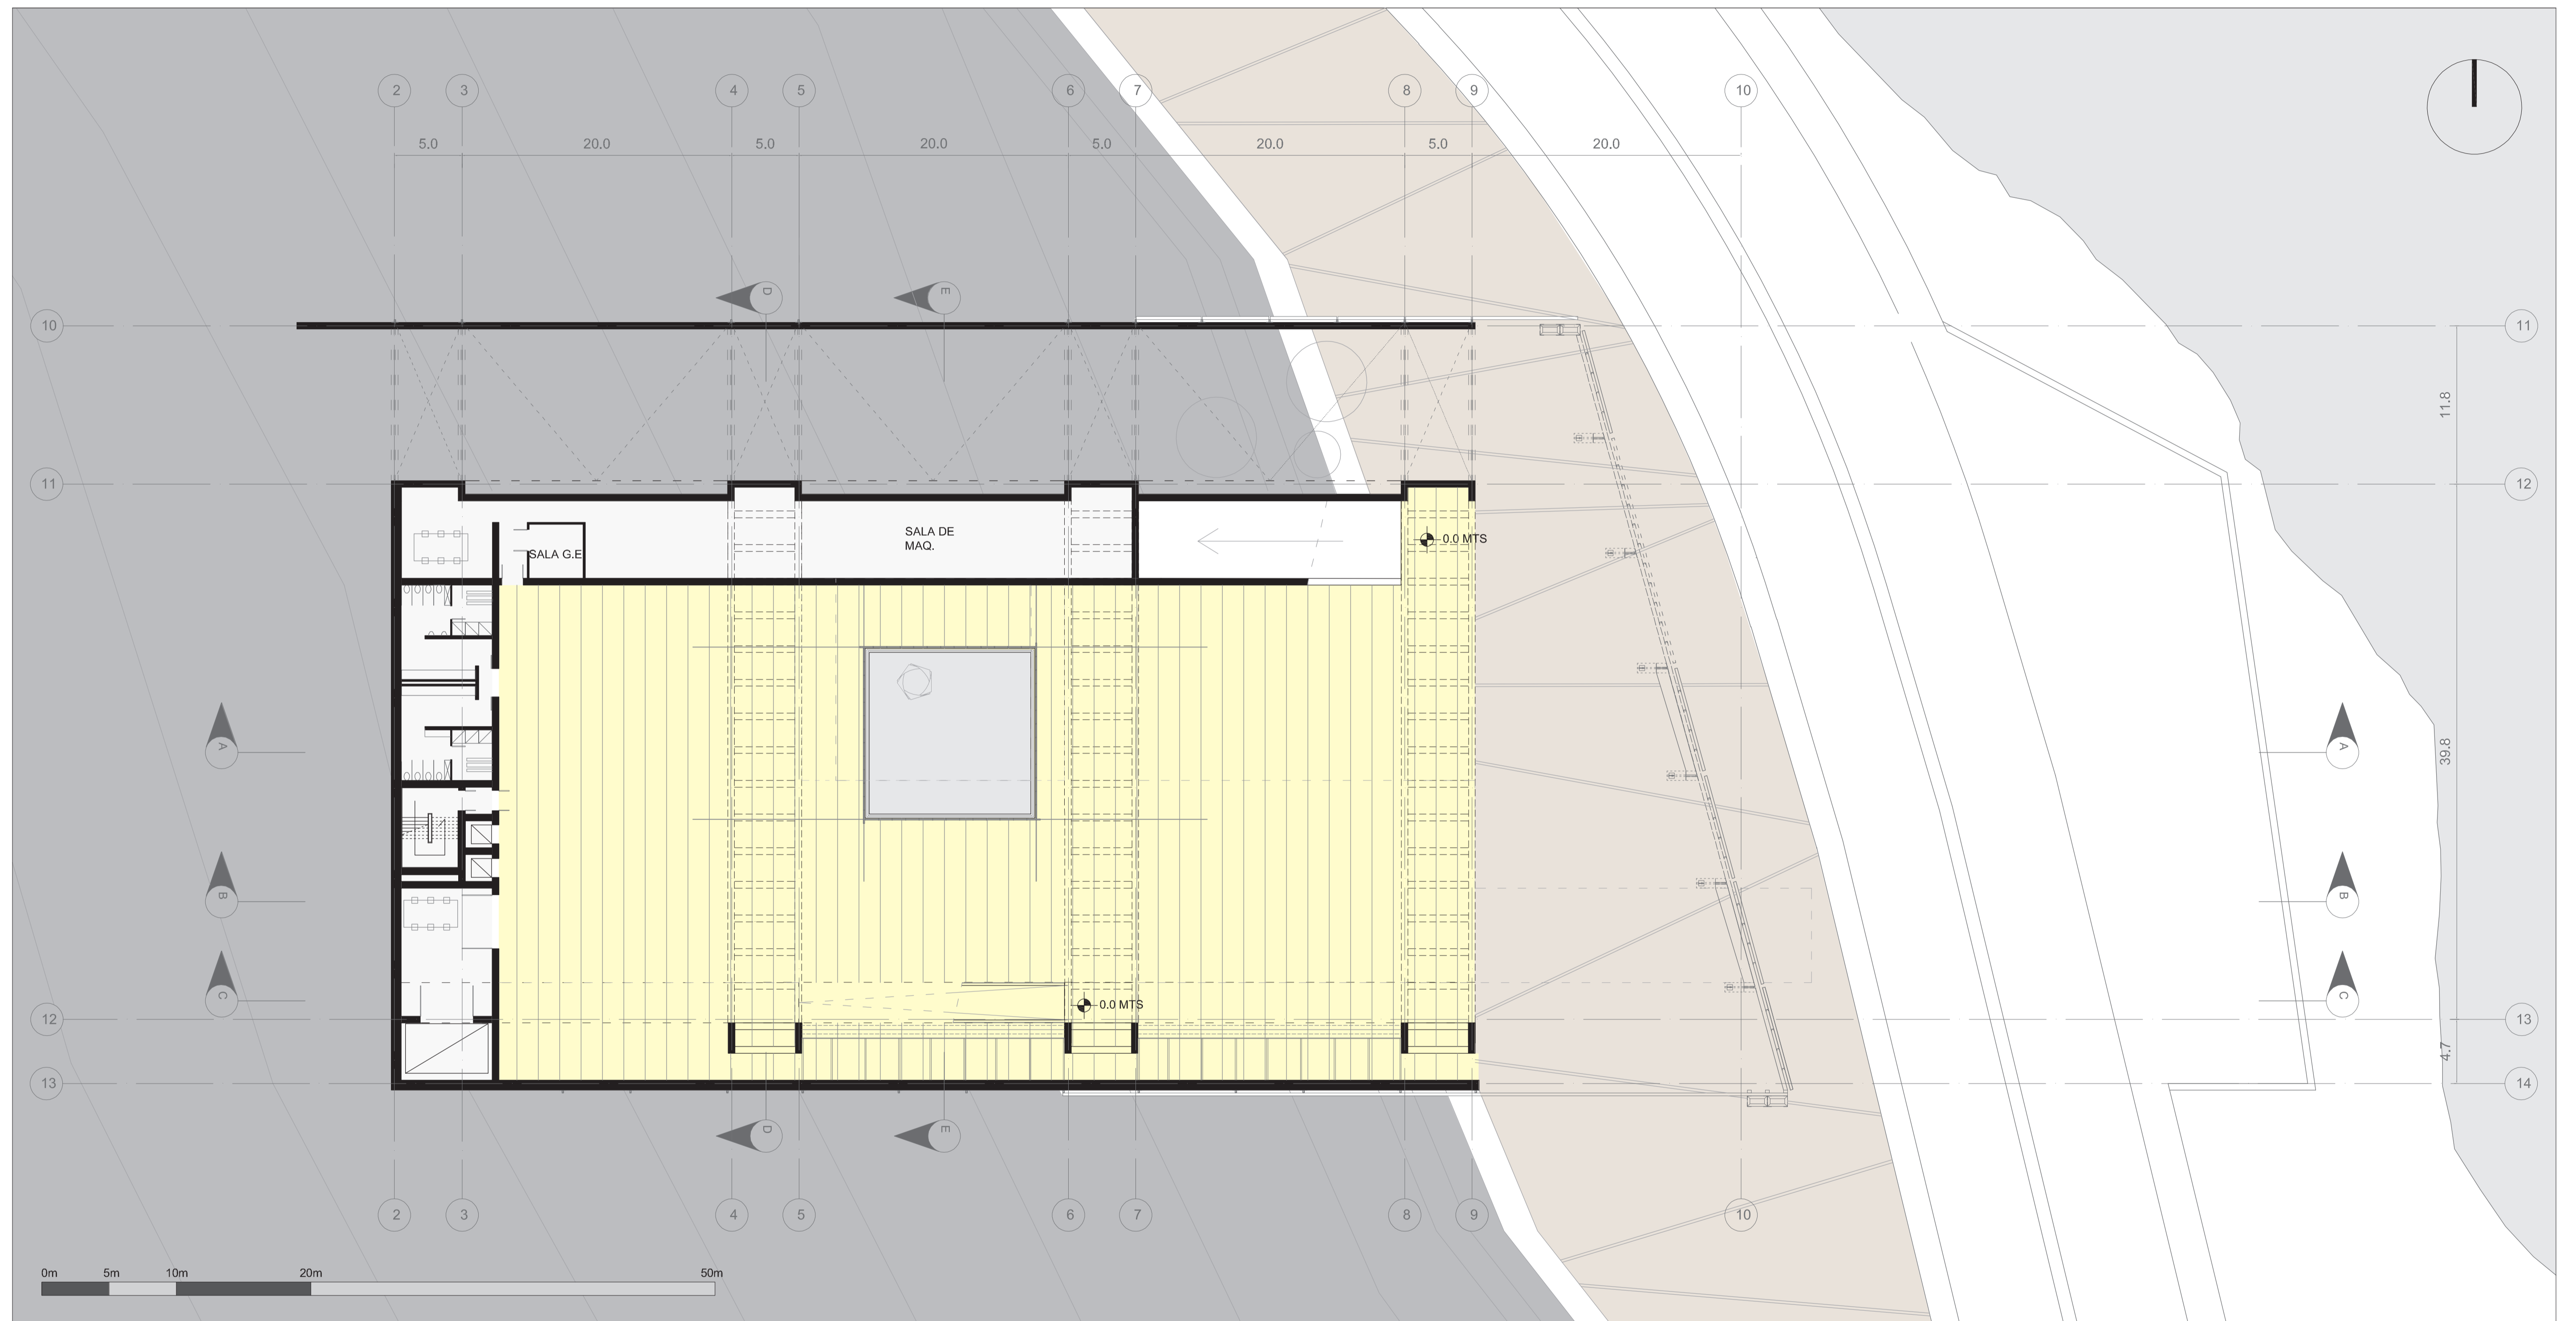 2 3 4 5 6 7 8 9 10
5.0 20.0 5.0 20.0 5.0 20.0 5.0 20.0
D E
10 11
11.8
11 12
SALA DE
MAQ.
SALA G.E
0.0 MTS
A A
39.8
B B
C C
0.0 MTS
12 13
4.7
13 14
D E
2 3 4 5 6 7 8 9 10
0m 5m 10m 20m 50m